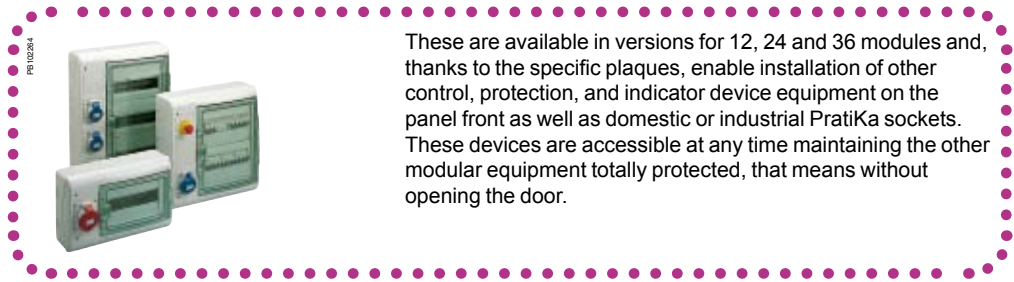 PB102264
These are available in versions for 12, 24 and 36 modules and,
thanks to the specific plaques, enable installation of other
control, protection, and indicator device equipment on the
panel front as well as domestic or industrial PratiKa sockets.
These devices are accessible at any time maintaining the other
modular equipment totally protected, that means without
opening the door.